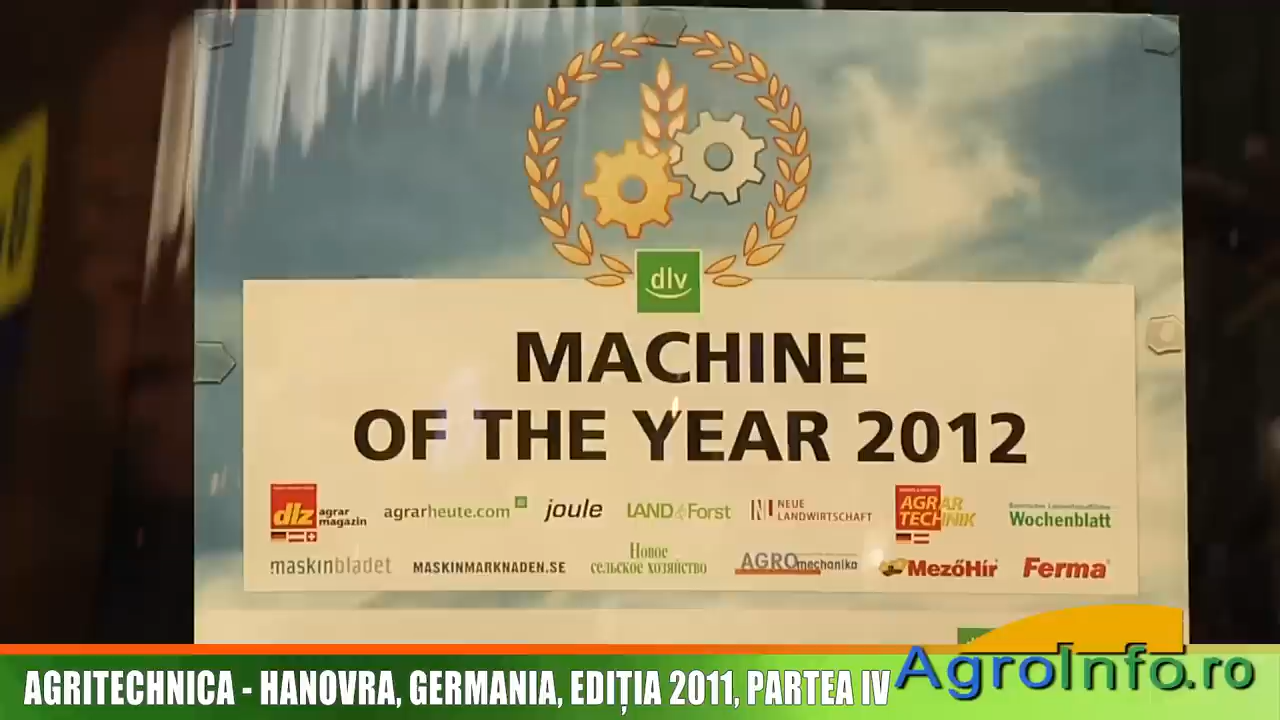 dlv
MACHINE
OF THE YEAR 2012
dlz agrar magazin
agrarheute.com
joule
LAND & Forst
NEUE LANDWIRTSCHAFT
AGRAR TECHNIK
Wochenblatt
maskinbladet
MASKINMARKNADEN.SE
Новое сельское хозяйство
AGROmechanika
MezőHír
Ferma
AGRITECHNICA - HANOVRA, GERMANIA, EDIȚIA 2011, PARTEA IV
AgroInfo.ro